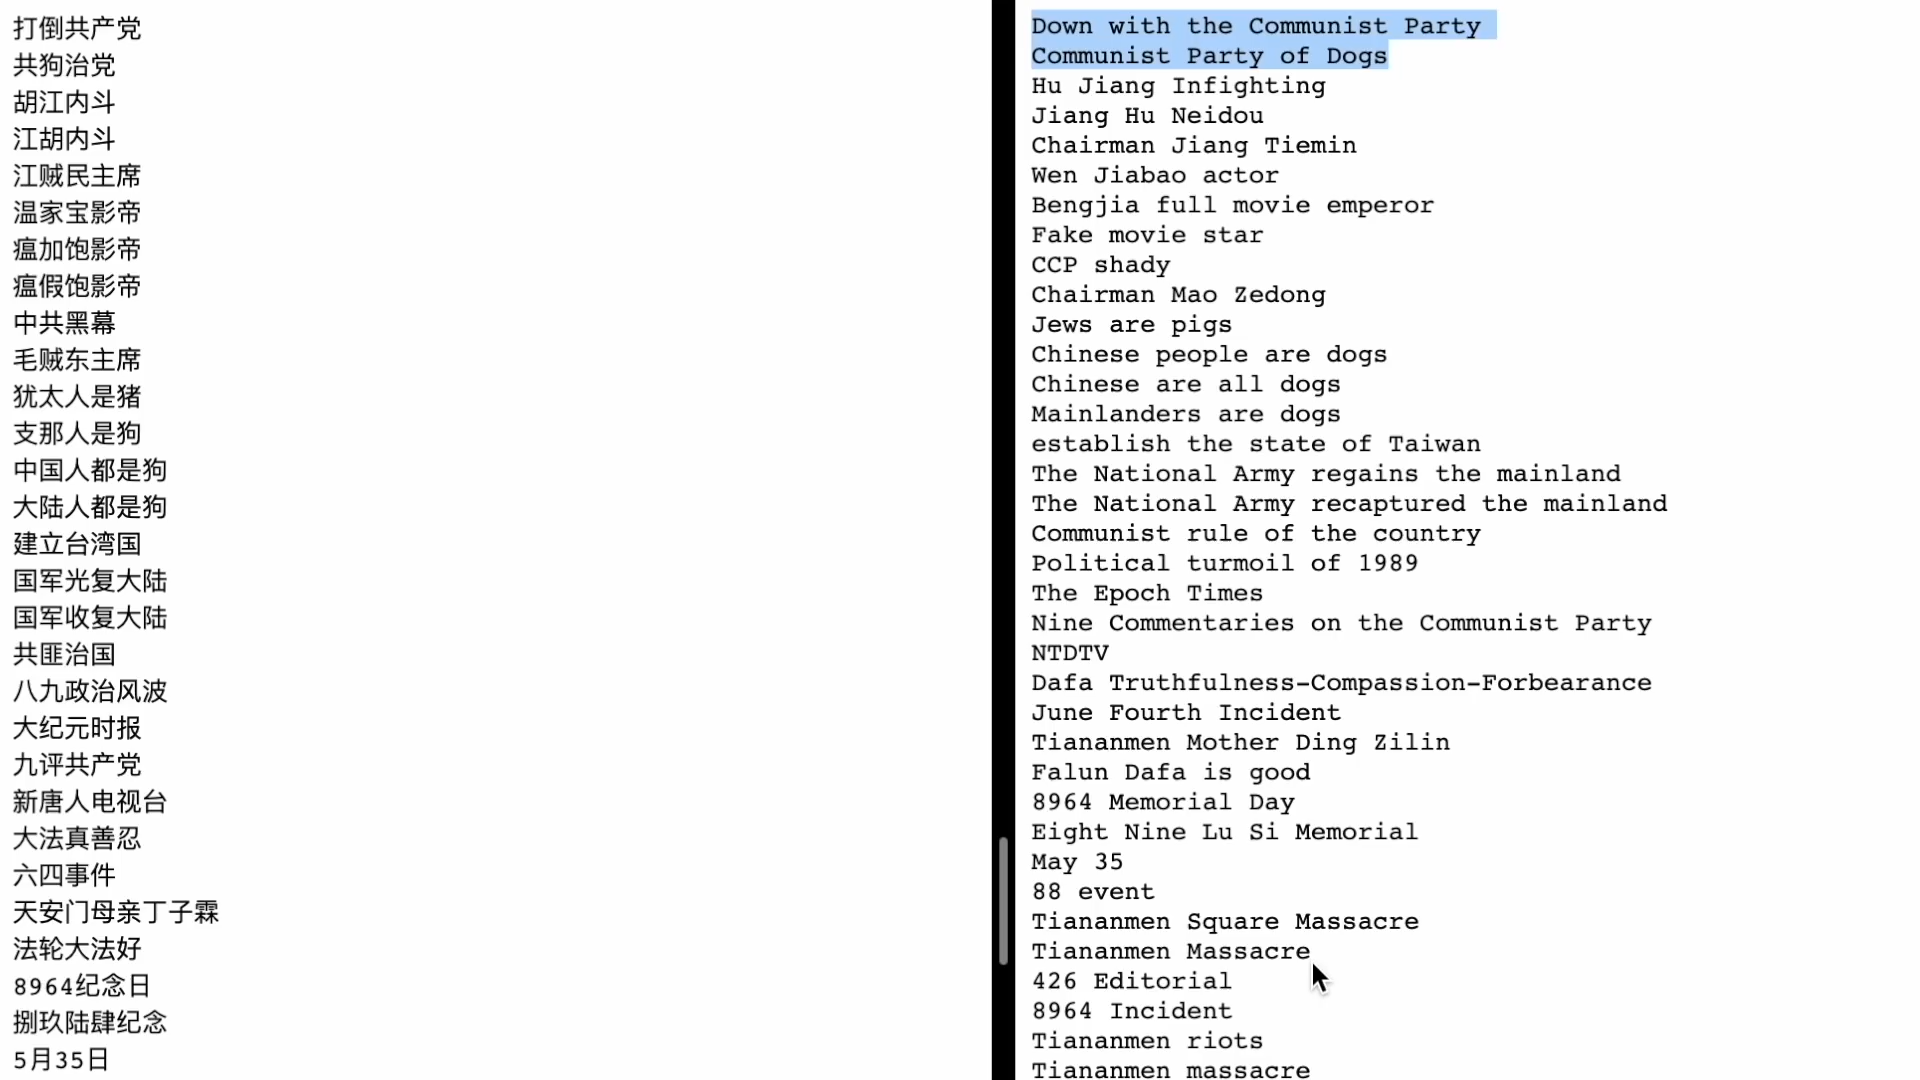 打倒共产党
共狗治党
胡江内斗
江胡内斗
江贼民主席
温家宝影帝
瘟加饱影帝
瘟假饱影帝
中共黑幕
毛贼东主席
犹太人是猪
支那人是狗
中国人都是狗
大陆人都是狗
建立台湾国
国军光复大陆
国军收复大陆
共匪治国
八九政治风波
大纪元时报
九评共产党
新唐人电视台
大法真善忍
六四事件
天安门母亲丁子霖
法轮大法好
8964纪念日
捌玖陆肆纪念
5月35日
Down with the Communist Party
Communist Party of Dogs
Hu Jiang Infighting
Jiang Hu Neidou
Chairman Jiang Tiemin
Wen Jiabao actor
Bengjia full movie emperor
Fake movie star
CCP shady
Chairman Mao Zedong
Jews are pigs
Chinese people are dogs
Chinese are all dogs
Mainlanders are dogs
establish the state of Taiwan
The National Army regains the mainland
The National Army recaptured the mainland
Communist rule of the country
Political turmoil of 1989
The Epoch Times
Nine Commentaries on the Communist Party
NTDTV
Dafa Truthfulness-Compassion-Forbearance
June Fourth Incident
Tiananmen Mother Ding Zilin
Falun Dafa is good
8964 Memorial Day
Eight Nine Lu Si Memorial
May 35
88 event
Tiananmen Square Massacre
Tiananmen Massacre
426 Editorial
8964 Incident
Tiananmen riots
Tiananmen massacre